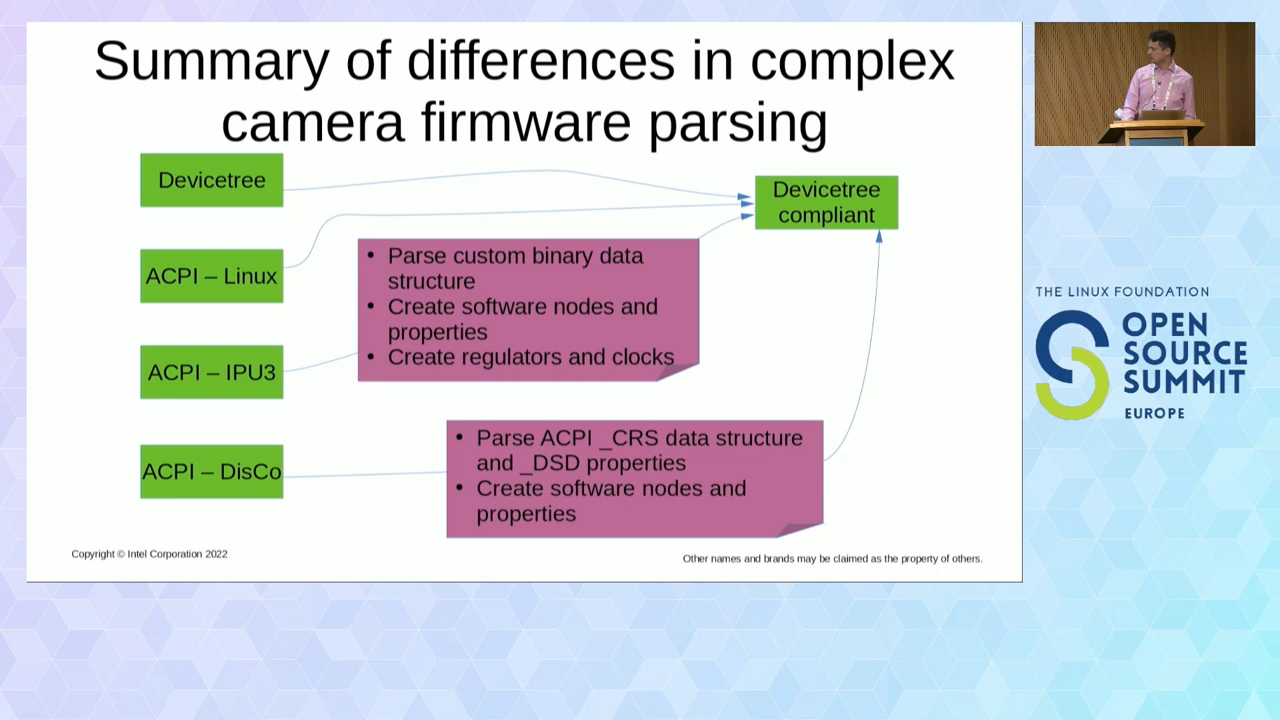 Summary of differences in complex
camera firmware parsing
Devicetree
Devicetree
compliant
ACPI – Linux
• Parse custom binary data
structure
• Create software nodes and
properties
• Create regulators and clocks
ACPI – IPU3
ACPI – DisCo
• Parse ACPI _CRS data structure
and _DSD properties
• Create software nodes and
properties
Copyright © Intel Corporation 2022
Other names and brands may be claimed as the property of others.
THE LINUX FOUNDATION
OPEN
SOURCE
SUMMIT
EUROPE